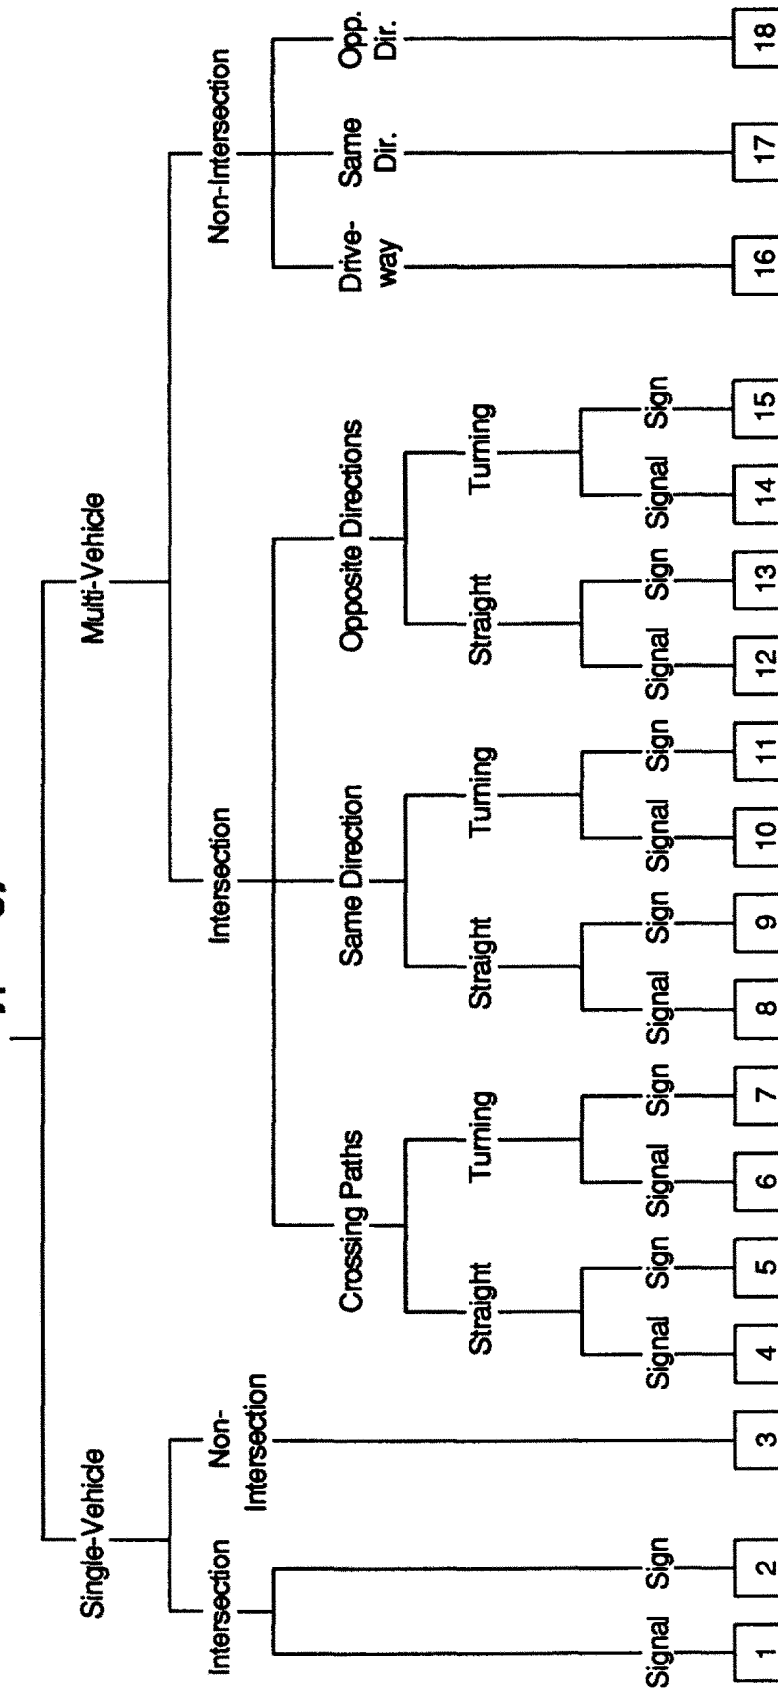 Single-Vehicle
Multi-Vehicle
Intersection
Non-
Intersection
Intersection
Non-Intersection
Crossing Paths
Same Direction
Opposite Directions
Drive-
way
Same
Dir.
Opp.
Dir.
Straight
Turning
Straight
Turning
Straight
Turning
Signal
Sign
Signal
Sign
Signal
Sign
Signal
Sign
Signal
Sign
Signal
Sign
Signal
Sign
1
2
3
4
5
6
7
8
9
10
11
12
13
14
15
16
17
18